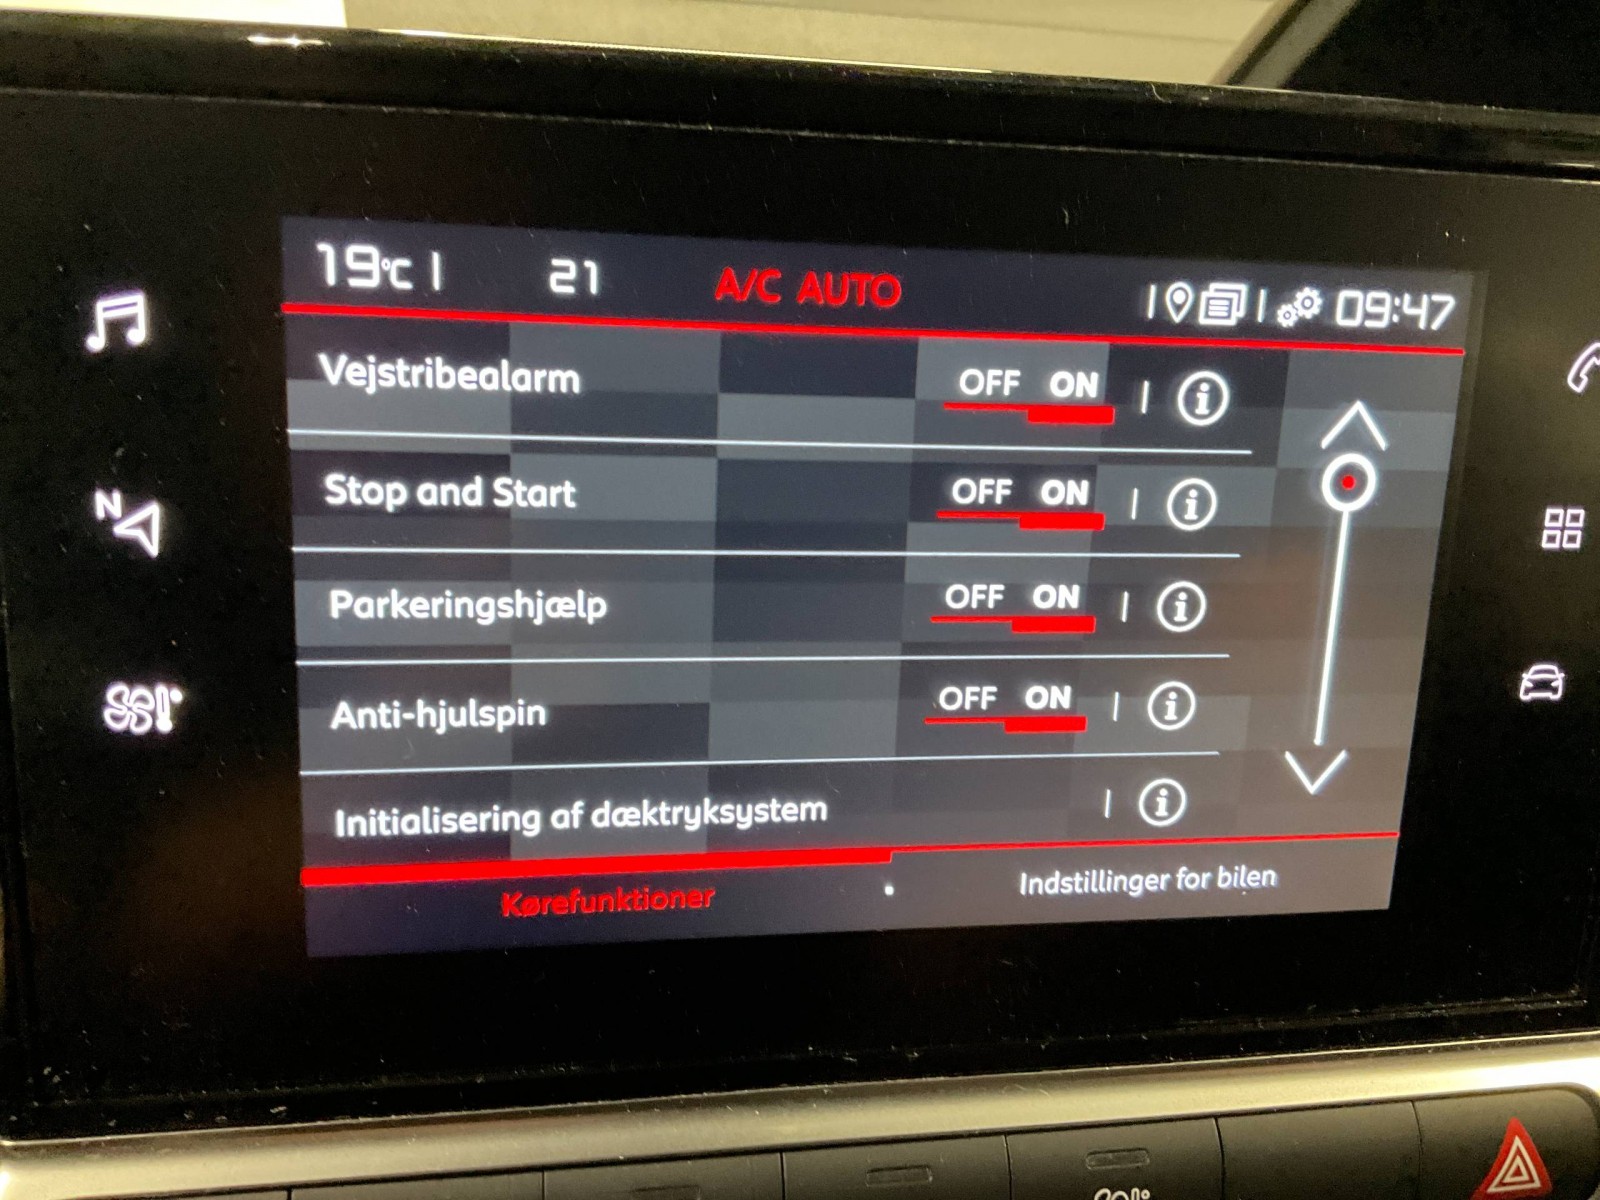 19°C 21 A/C AUTO 09:47
Vejstribealarm OFF ON
Stop and Start OFF ON
Parkeringshjælp OFF ON
Anti-hjulspin OFF ON
Initialisering af dæktryksystem
Kørefunktioner Indstillinger for bilen
N